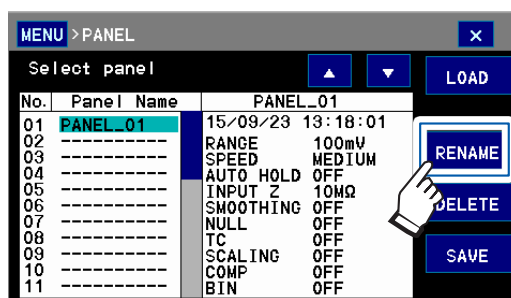 MENU > PANEL ×
Select panel ▲ ▼ LOAD
No. Panel Name PANEL_01
01 PANEL_01 15/09/23 13:18:01
02 ---------- RANGE 100mV
03 ---------- SPEED MEDIUM RENAME
04 ---------- AUTO HOLD OFF
05 ---------- INPUT Z 10MΩ
06 ---------- SMOOTHING OFF DELETE
07 ---------- NULL OFF
08 ---------- TC OFF
09 ---------- SCALING OFF SAVE
10 ---------- COMP OFF
11 ---------- BIN OFF